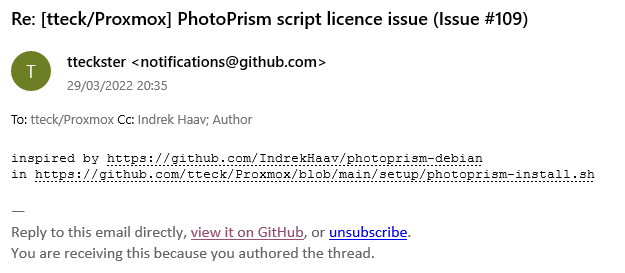 Re: [tteck/Proxmox] PhotoPrism script licence issue (Issue #109)
T
tteckster <notifications@github.com>
29/03/2022 20:35
To: tteck/Proxmox Cc: Indrek Haav; Author
inspired by https://github.com/IndrekHaav/photoprism-debian
in https://github.com/tteck/Proxmox/blob/main/setup/photoprism-install.sh
—
Reply to this email directly, view it on GitHub, or unsubscribe.
You are receiving this because you authored the thread.